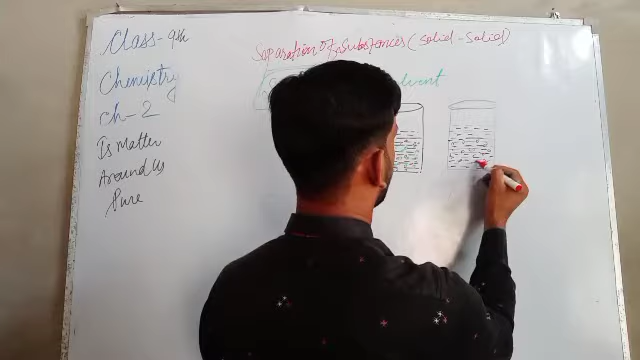 Class-9th
Separation of Substances (Solid-Solid)
Chemistry
Ch-2
Is Matter
Around Us
Pure